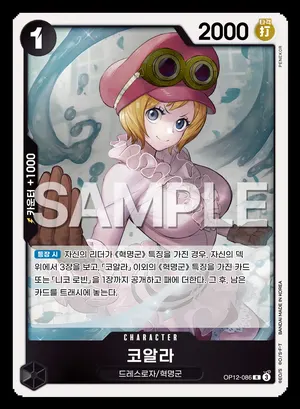 1
2000
타격
打
카운터 +1000
SAMPLE
등장 시 자신의 리더가 《혁명군》 특징을 가진 경우, 자신의 덱
위에서 3장을 보고, 「코알라」 이외의 《혁명군》 특징을 가진 카드
또는 「니코 로빈」을 1장까지 공개하고 패에 더한다. 그 후, 남은
카드를 트래시에 놓는다.
CHARACTER
코알라
드레스로자/혁명군
OP12-086 R 3
BANDAI MADE IN KOREA